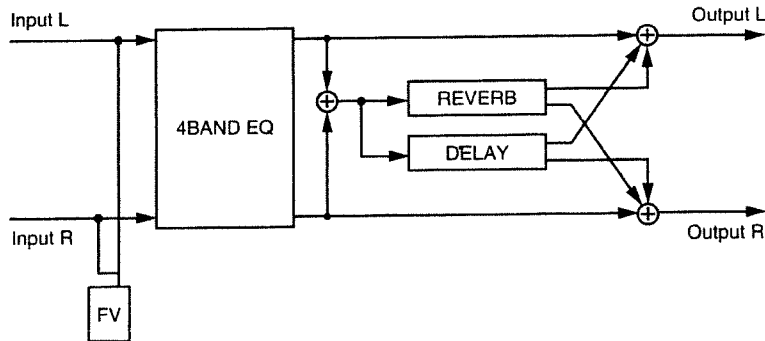 Input L
Output L
4BAND EQ
REVERB
DELAY
Input R
Output R
FV